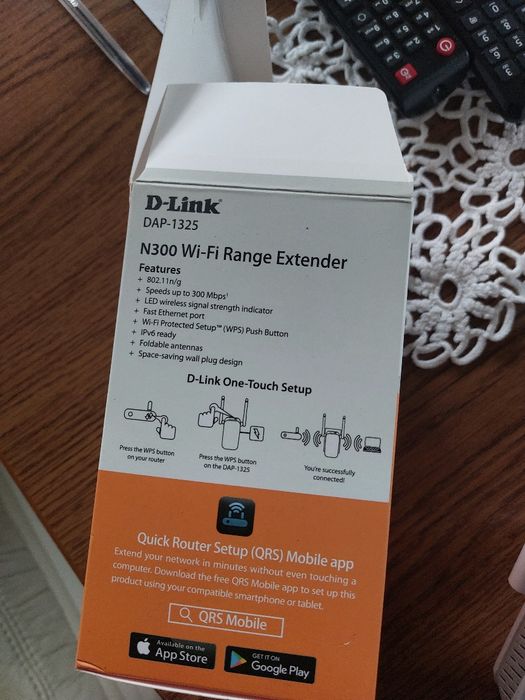 D-Link®
DAP-1325
N300 Wi-Fi Range Extender
Features
+ 802.11n/g
+ Speeds up to 300 Mbps¹
+ LED wireless signal strength indicator
+ Fast Ethernet port
+ Wi-Fi Protected Setup™ (WPS) Push Button
+ IPv6 ready
+ Foldable antennas
+ Space-saving wall plug design
D-Link One-Touch Setup
Press the WPS button
on your router
Press the WPS button
on the DAP-1325
You're successfully
connected!
Quick Router Setup (QRS) Mobile app
Extend your network in minutes without even touching a
computer. Download the free QRS Mobile app to set up this
product using your compatible smartphone or tablet.
QRS Mobile
Available on the
App Store
GET IT ON
Google Play